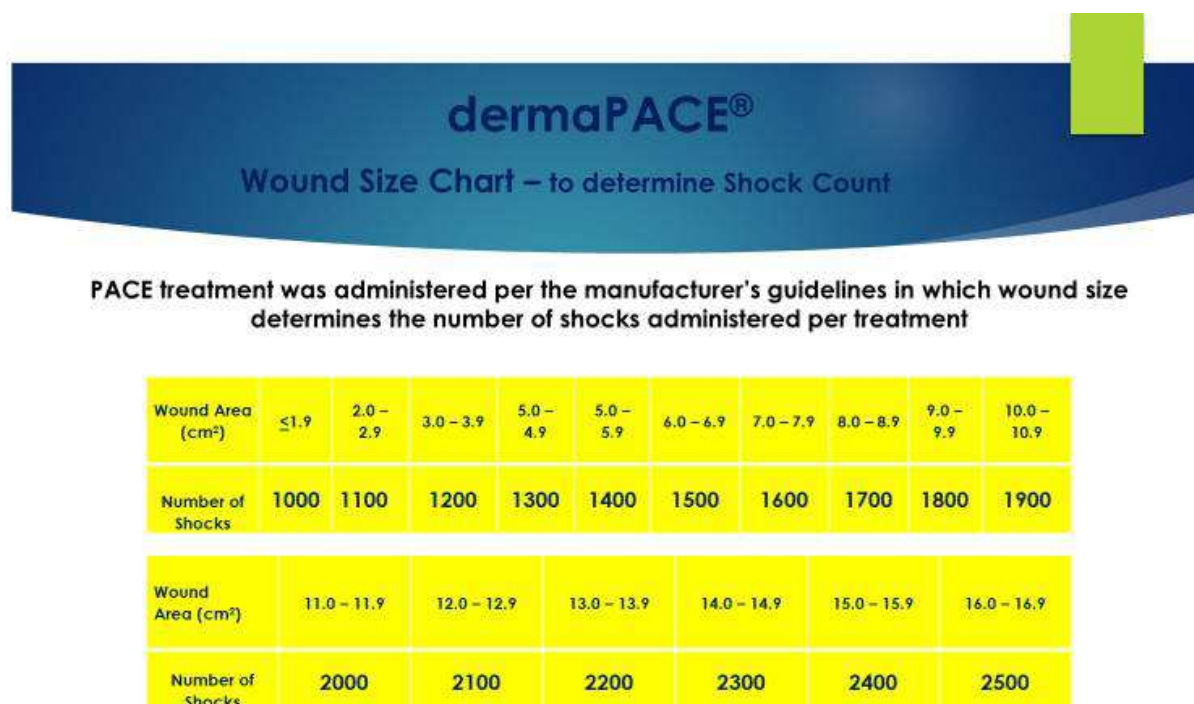 dermaPACE®
Wound Size Chart – to determine Shock Count
PACE treatment was administered per the manufacturer's guidelines in which wound size
determines the number of shocks administered per treatment
Wound Area (cm²) ≤1.9 2.0 – 2.9 3.0 – 3.9 5.0 – 4.9 5.0 – 5.9 6.0 – 6.9 7.0 – 7.9 8.0 – 8.9 9.0 – 9.9 10.0 – 10.9
Number of Shocks 1000 1100 1200 1300 1400 1500 1600 1700 1800 1900
Wound Area (cm²) 11.0 – 11.9 12.0 – 12.9 13.0 – 13.9 14.0 – 14.9 15.0 – 15.9 16.0 – 16.9
Number of Shocks 2000 2100 2200 2300 2400 2500